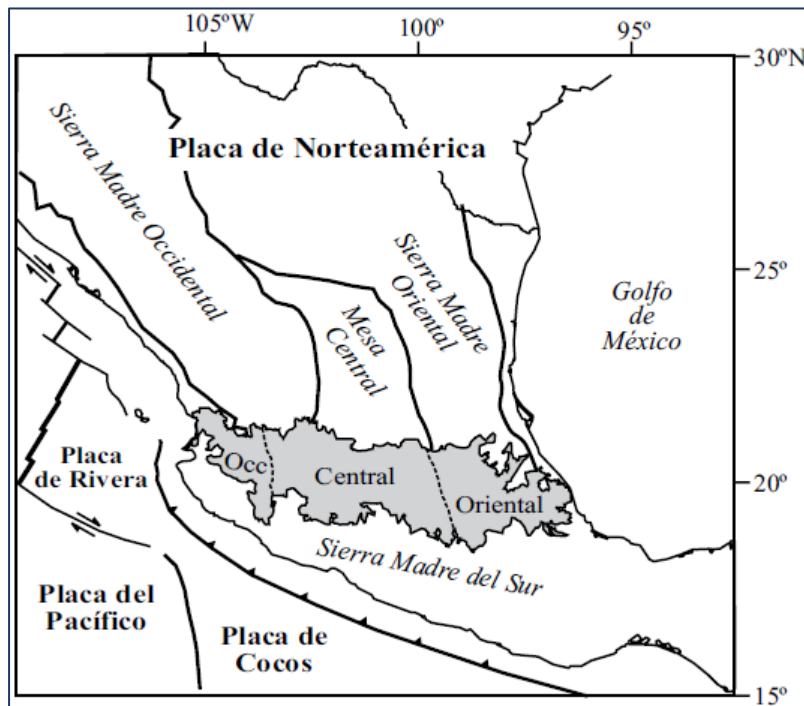 105ºW
100º
95º
30ºN
Sierra Madre Occidental
Placa de Norteamérica
Sierra Madre
Oriental
25º
Golfo
de
México
Mesa
Central
Placa
de Rivera
Occ
Central
Oriental
20º
Sierra Madre del Sur
Placa del
Pacífico
Placa de
Cocos
15º